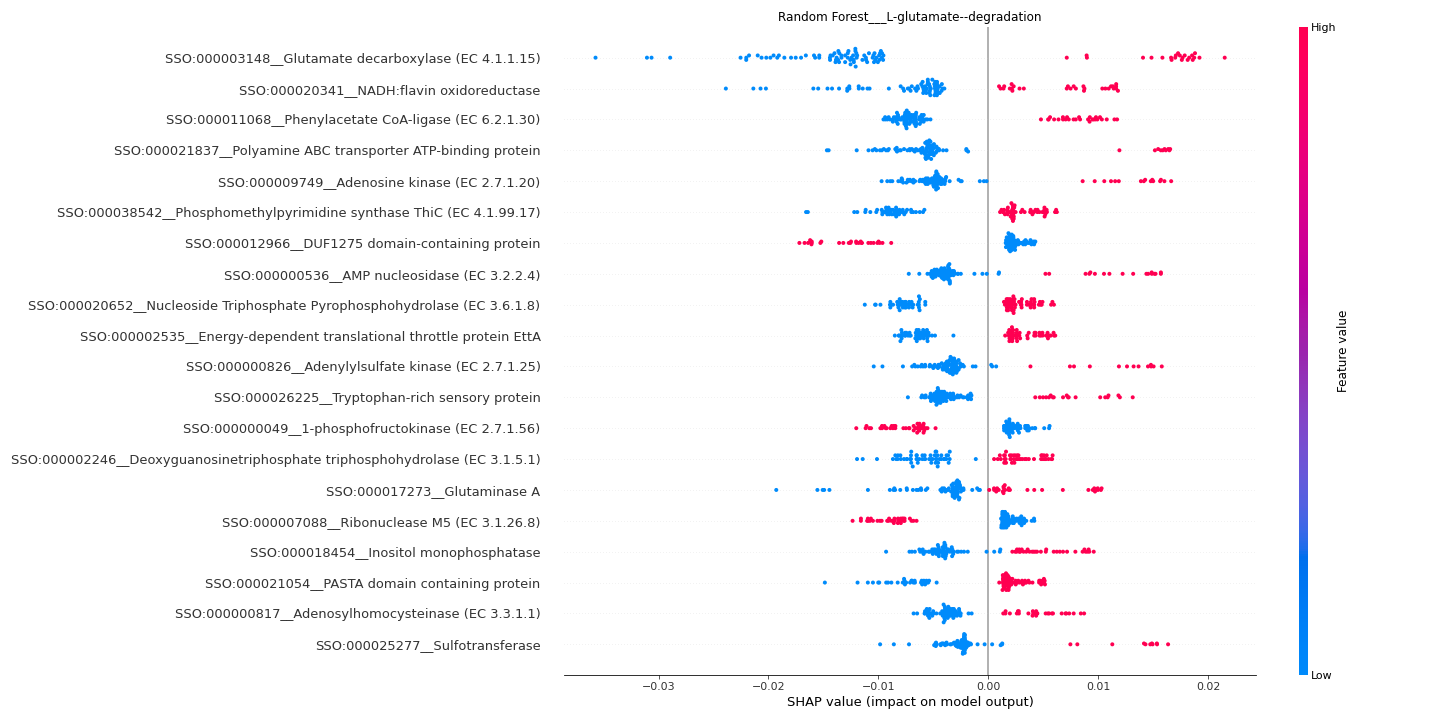 Random Forest___L-glutamate--degradation
SSO:000003148__Glutamate decarboxylase (EC 4.1.1.15)
SSO:000020341__NADH:flavin oxidoreductase
SSO:000011068__Phenylacetate CoA-ligase (EC 6.2.1.30)
SSO:000021837__Polyamine ABC transporter ATP-binding protein
SSO:000009749__Adenosine kinase (EC 2.7.1.20)
SSO:000038542__Phosphomethylpyrimidine synthase ThiC (EC 4.1.99.17)
SSO:000012966__DUF1275 domain-containing protein
SSO:000000536__AMP nucleosidase (EC 3.2.2.4)
SSO:000020652__Nucleoside Triphosphate Pyrophosphohydrolase (EC 3.6.1.8)
SSO:000002535__Energy-dependent translational throttle protein EttA
SSO:000000826__Adenylylsulfate kinase (EC 2.7.1.25)
SSO:000026225__Tryptophan-rich sensory protein
SSO:000000049__1-phosphofructokinase (EC 2.7.1.56)
SSO:000002246__Deoxyguanosinetriphosphate triphosphohydrolase (EC 3.1.5.1)
SSO:000017273__Glutaminase A
SSO:000007088__Ribonuclease M5 (EC 3.1.26.8)
SSO:000018454__Inositol monophosphatase
SSO:000021054__PASTA domain containing protein
SSO:000000817__Adenosylhomocysteinase (EC 3.3.1.1)
SSO:000025277__Sulfotransferase
−0.03 −0.02 −0.01 0.00 0.01 0.02
SHAP value (impact on model output)
High
Feature value
Low